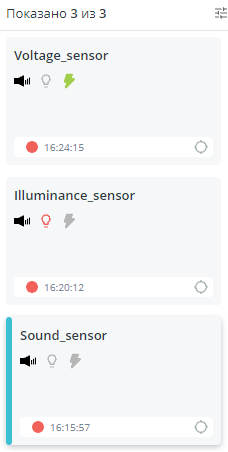 Показано 3 из 3
Voltage_sensor
16:24:15
Illuminance_sensor
16:20:12
Sound_sensor
16:15:57